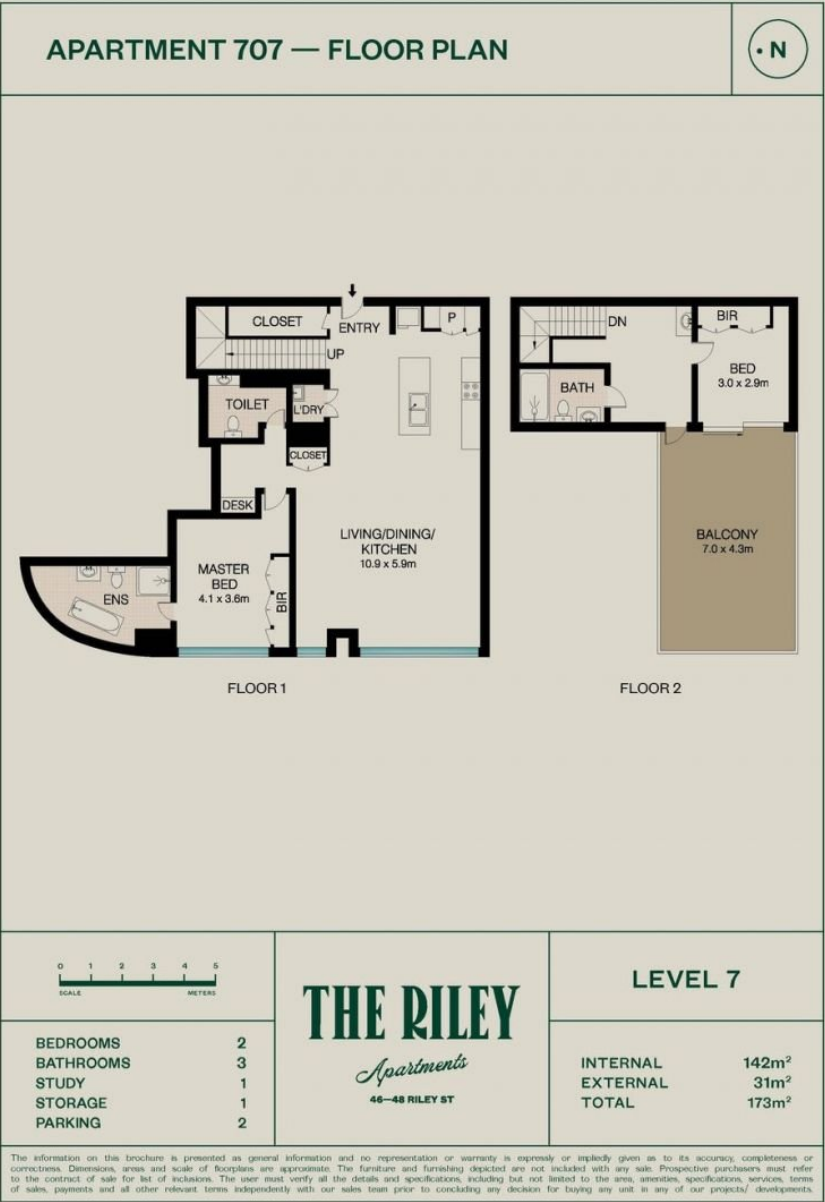 APARTMENT 707 — FLOOR PLAN
N
CLOSET
ENTRY
UP
P
TOILET
L'DRY
CLOSET
DESK
LIVING/DINING/
KITCHEN
10.9 x 5.9m
MASTER
BED
4.1 x 3.6m
BIR
ENS
FLOOR 1
DN
BIR
BED
3.0 x 2.9m
BATH
BALCONY
7.0 x 4.3m
FLOOR 2
0 1 2 3 4 5
SCALE METERS
BEDROOMS 2
BATHROOMS 3
STUDY 1
STORAGE 1
PARKING 2
THE RILEY
Apartments
46—48 RILEY ST
LEVEL 7
INTERNAL 142m²
EXTERNAL 31m²
TOTAL 173m²
The information on this brochure is presented as general information and no representation or warranty is expressly or impliedly given as to its accuracy, completeness or
correctness. Dimensions, areas and scale of floorplans are approximate. The furniture and furnishing depicted are not included with any sale. Prospective purchasers must refer
to the contract of sale for list of inclusions. The user must verify all the details and specifications, including but not limited to the area, amenities, specifications, services, terms
of sales, payments and all other relevant terms independently with our sales team prior to concluding any decision for buying any unit in any of our projects/ developments.